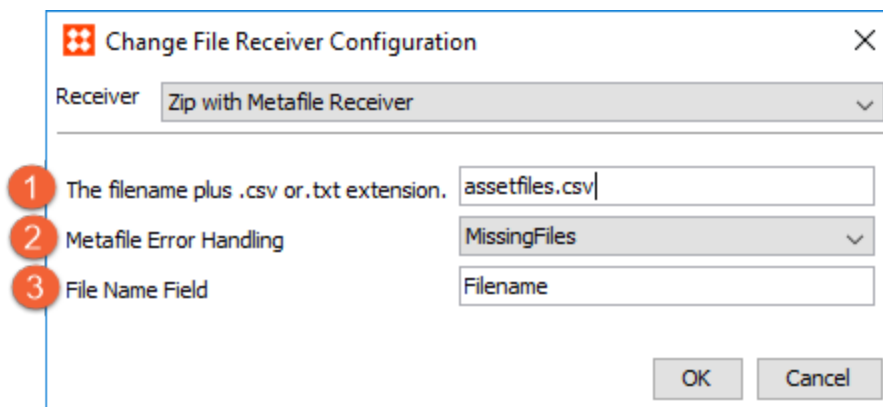 Change File Receiver Configuration
Receiver Zip with Metafile Receiver
1 The filename plus .csv or.txt extension. assetfiles.csv
2 Metafile Error Handling MissingFiles
3 File Name Field Filename
OK Cancel